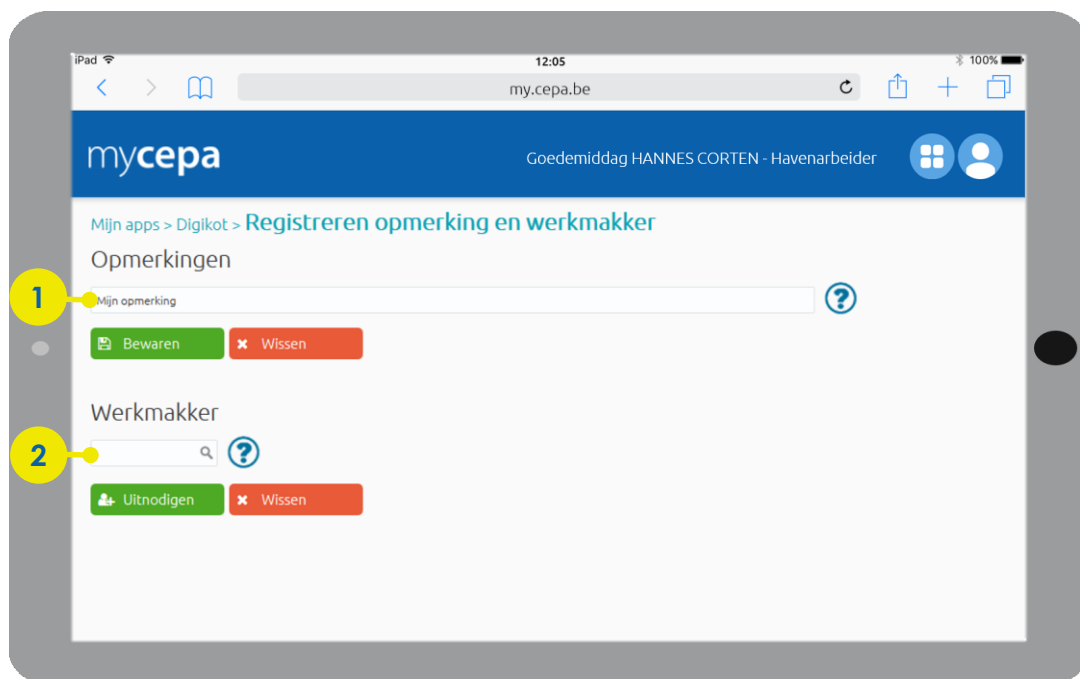 iPad 12:05 100%
my.cepa.be
mycepa Goedemiddag HANNES CORTEN - Havenarbeider
Mijn apps > Digikot > Registreren opmerking en werkmakker
Opmerkingen
1 Mijn opmerking ?
Bewaren Wissen
Werkmakker
2 ?
Uitnodigen Wissen